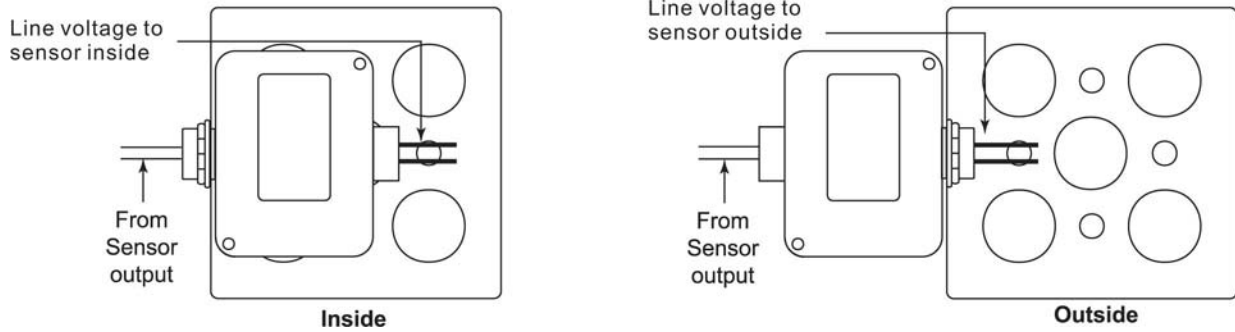 Line voltage to
sensor inside
From
Sensor
output
Inside
Line voltage to
sensor outside
From
Sensor
output
Outside